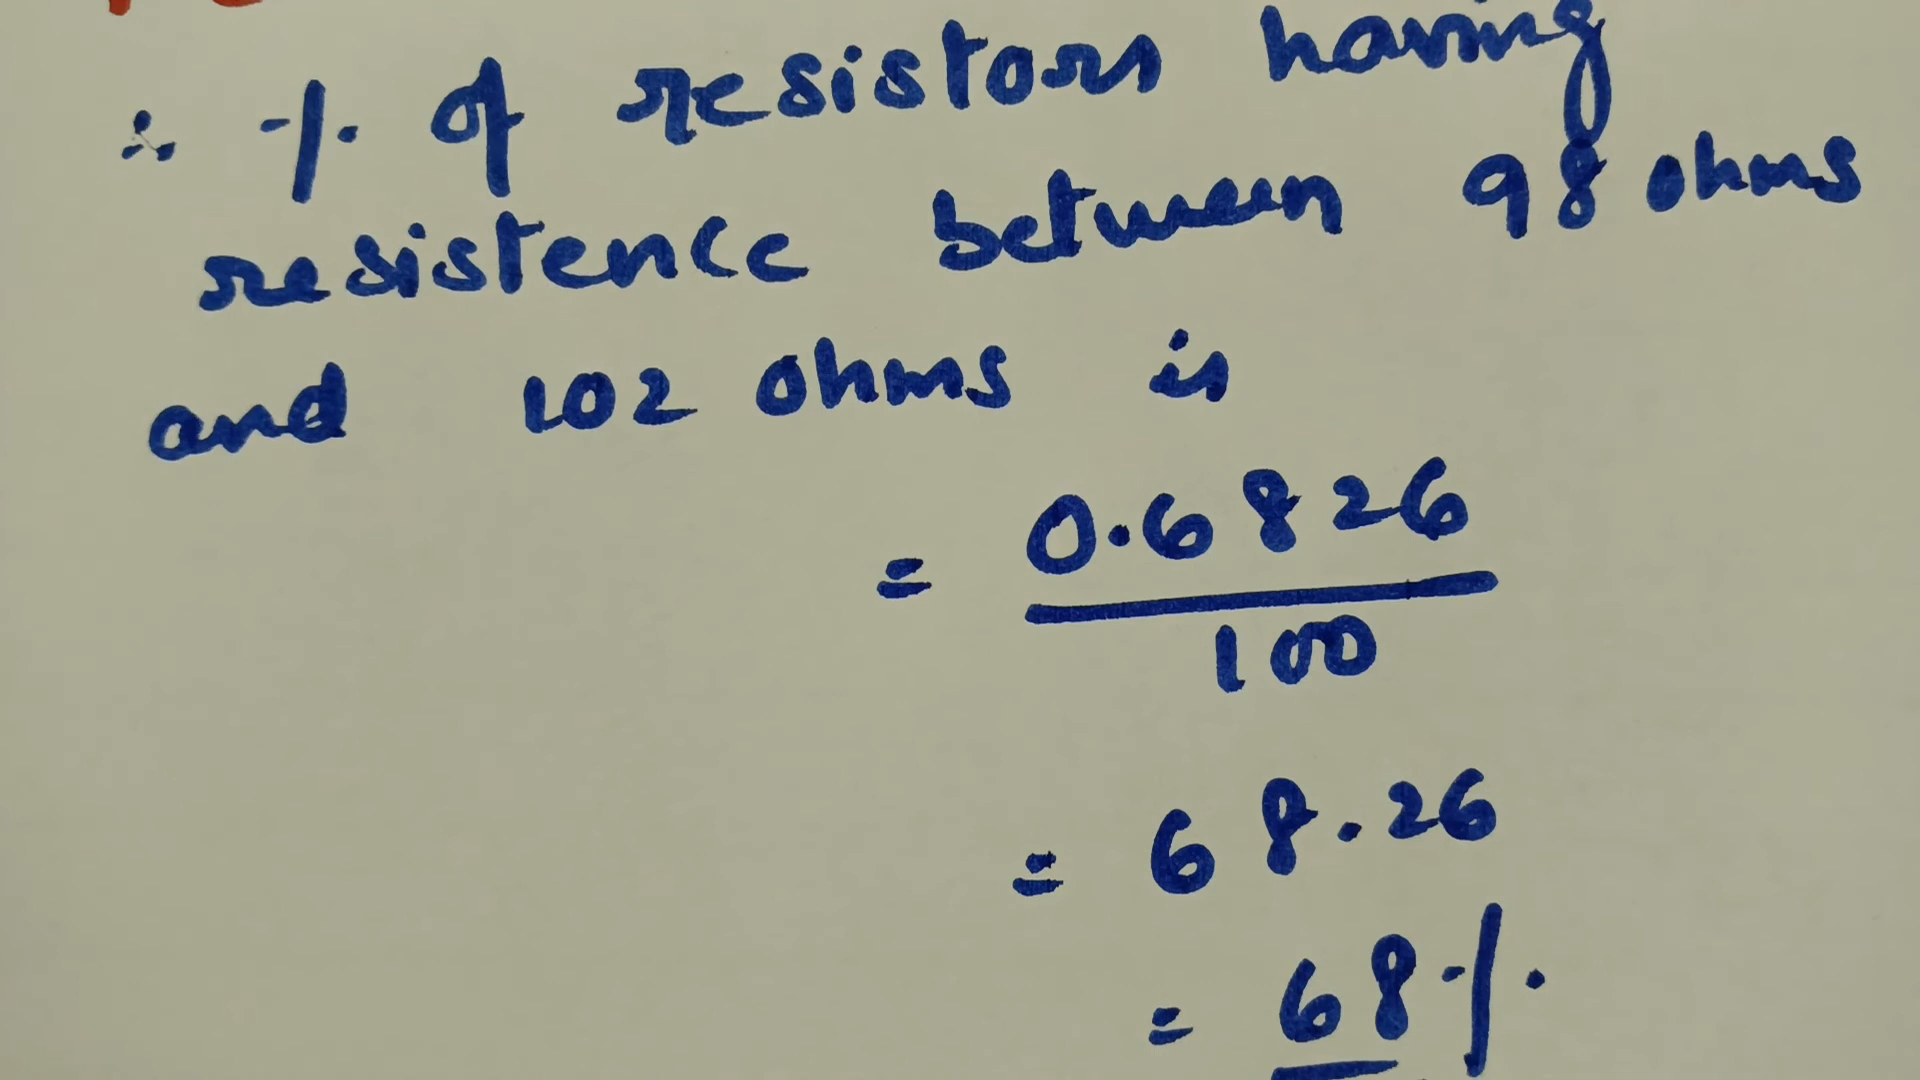 ∴ % of resistors having
resistence between 98 ohms
and 102 ohms is
= 0.6826
100
= 68.26
= 68%